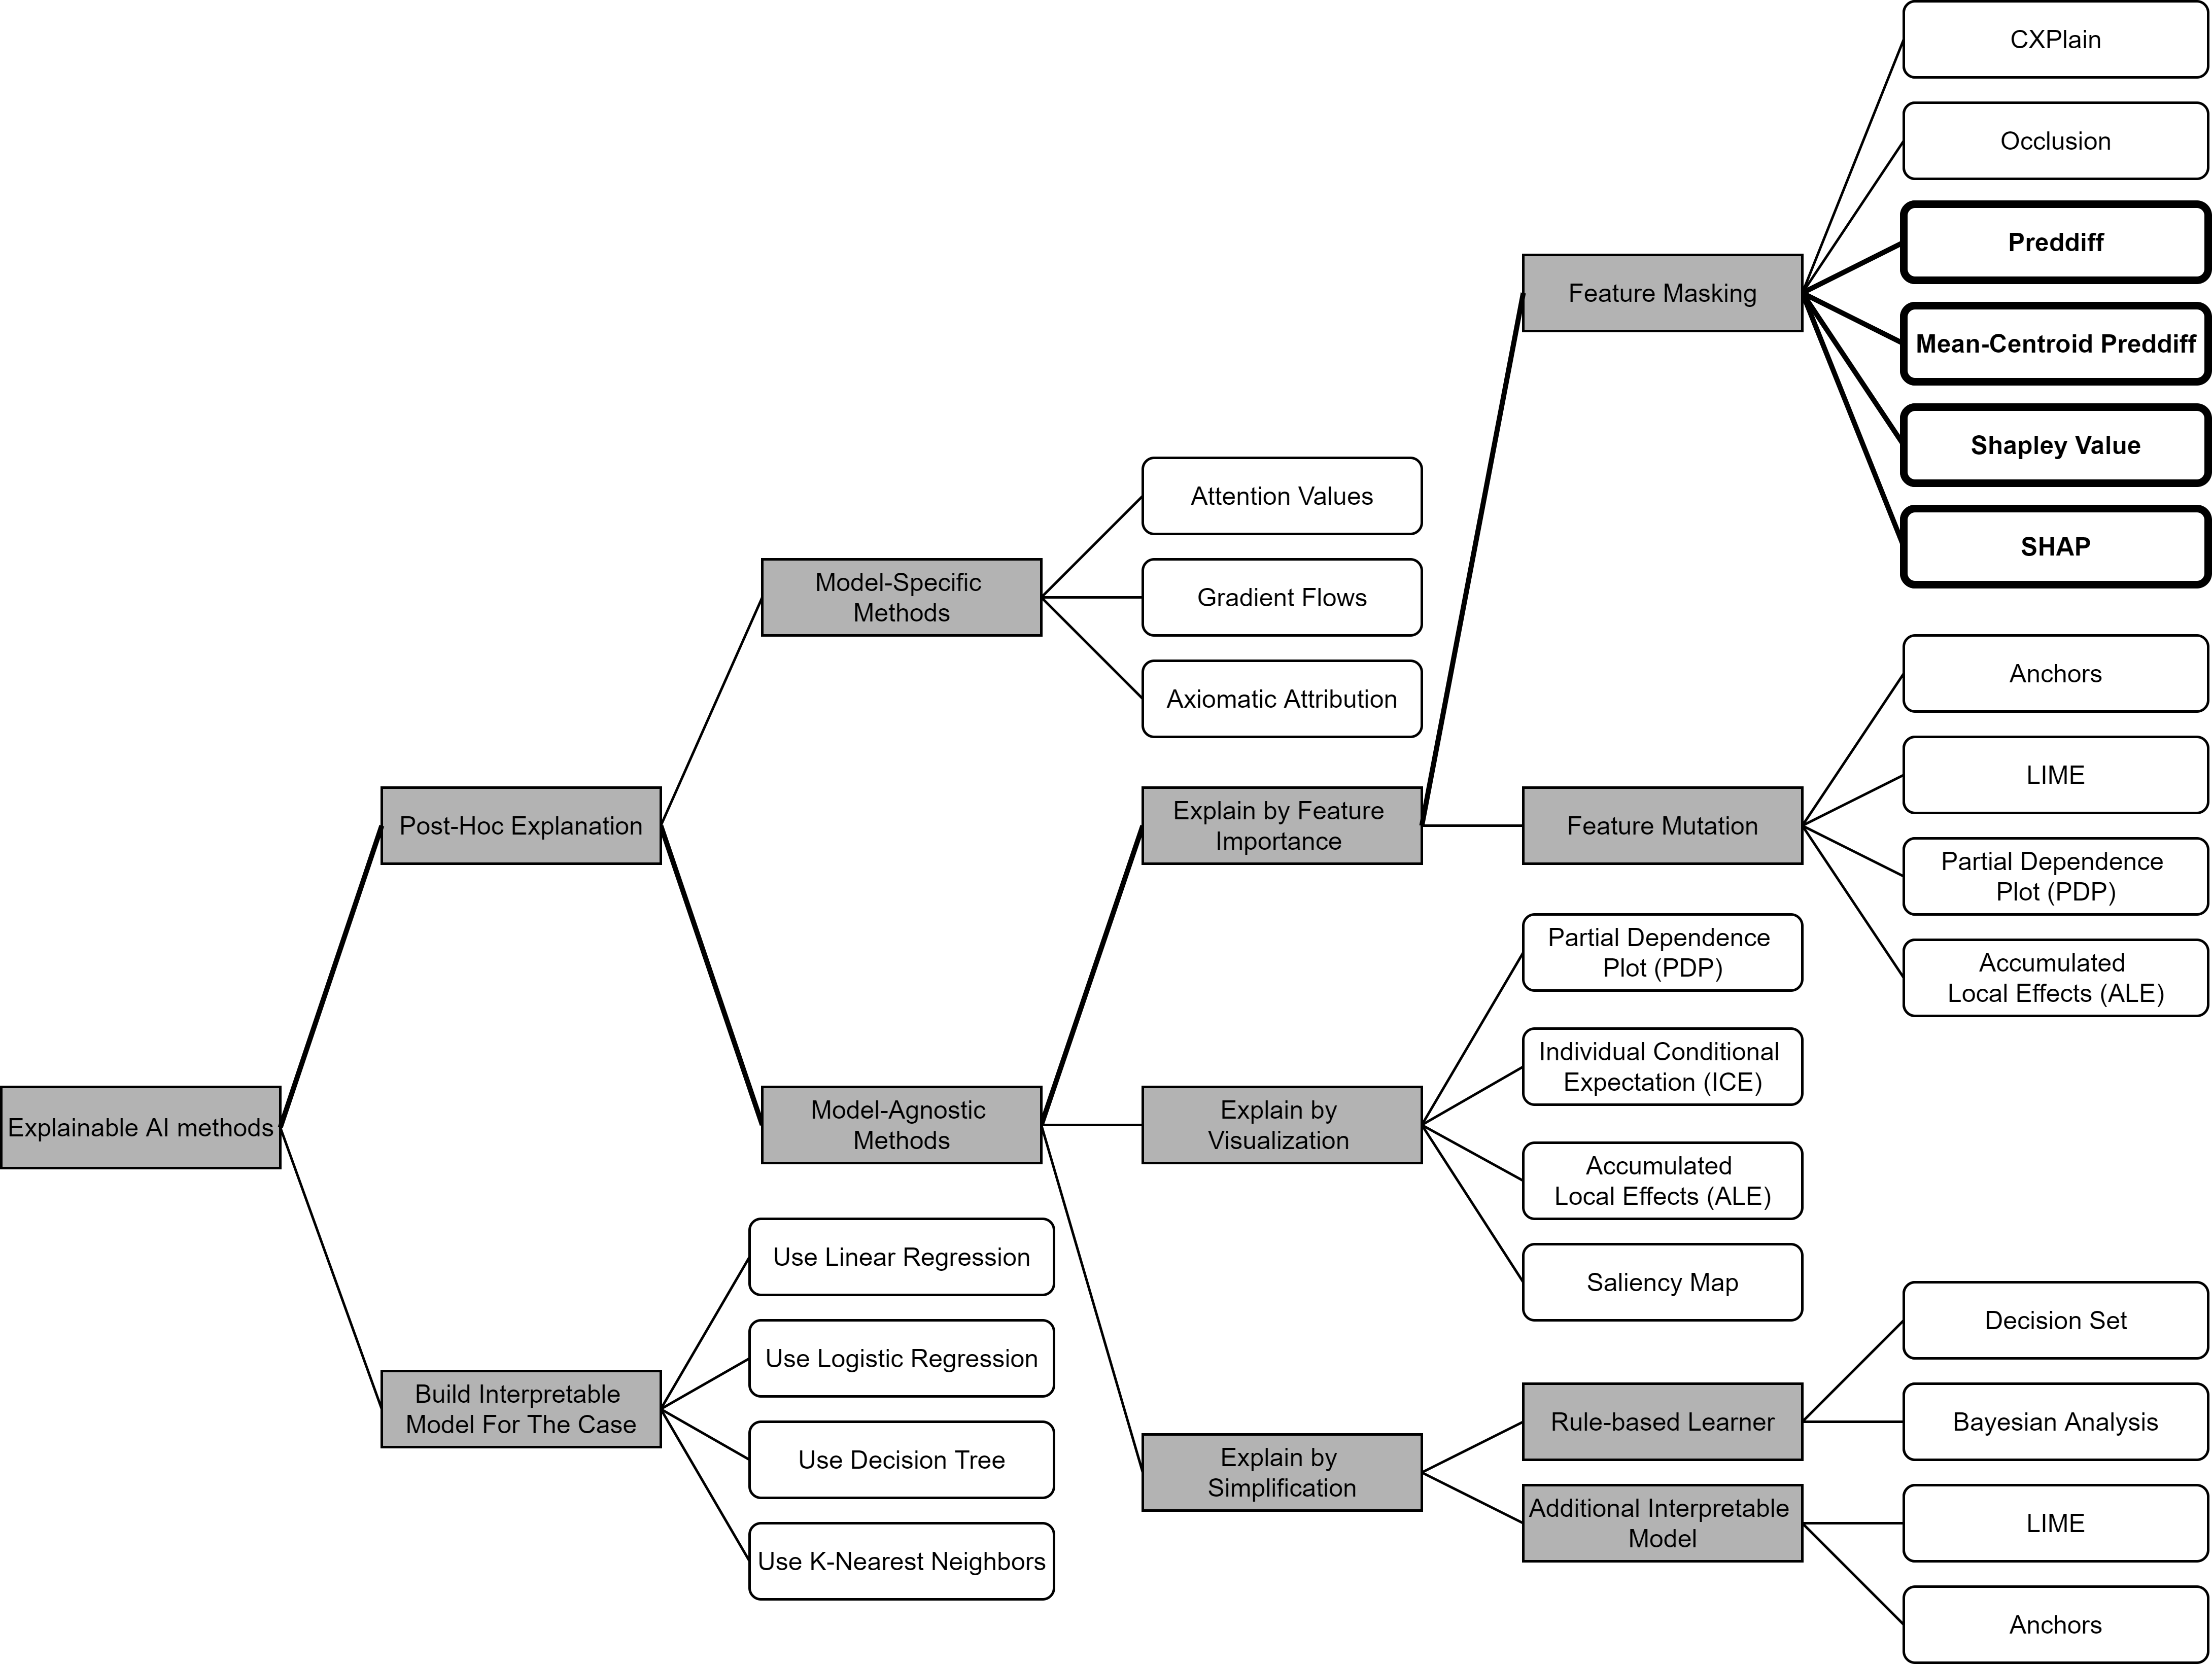 Explainable AI methods
Post-Hoc Explanation
Build Interpretable
Model For The Case
Model-Specific
Methods
Model-Agnostic
Methods
Use Linear Regression
Use Logistic Regression
Use Decision Tree
Use K-Nearest Neighbors
Attention Values
Gradient Flows
Axiomatic Attribution
Explain by Feature
Importance
Explain by
Visualization
Explain by
Simplification
Feature Masking
Feature Mutation
Partial Dependence
Plot (PDP)
Individual Conditional
Expectation (ICE)
Accumulated
Local Effects (ALE)
Saliency Map
Rule-based Learner
Additional Interpretable
Model
CXPlain
Occlusion
Preddiff
Mean-Centroid Preddiff
Shapley Value
SHAP
Anchors
LIME
Partial Dependence
Plot (PDP)
Accumulated
Local Effects (ALE)
Decision Set
Bayesian Analysis
LIME
Anchors